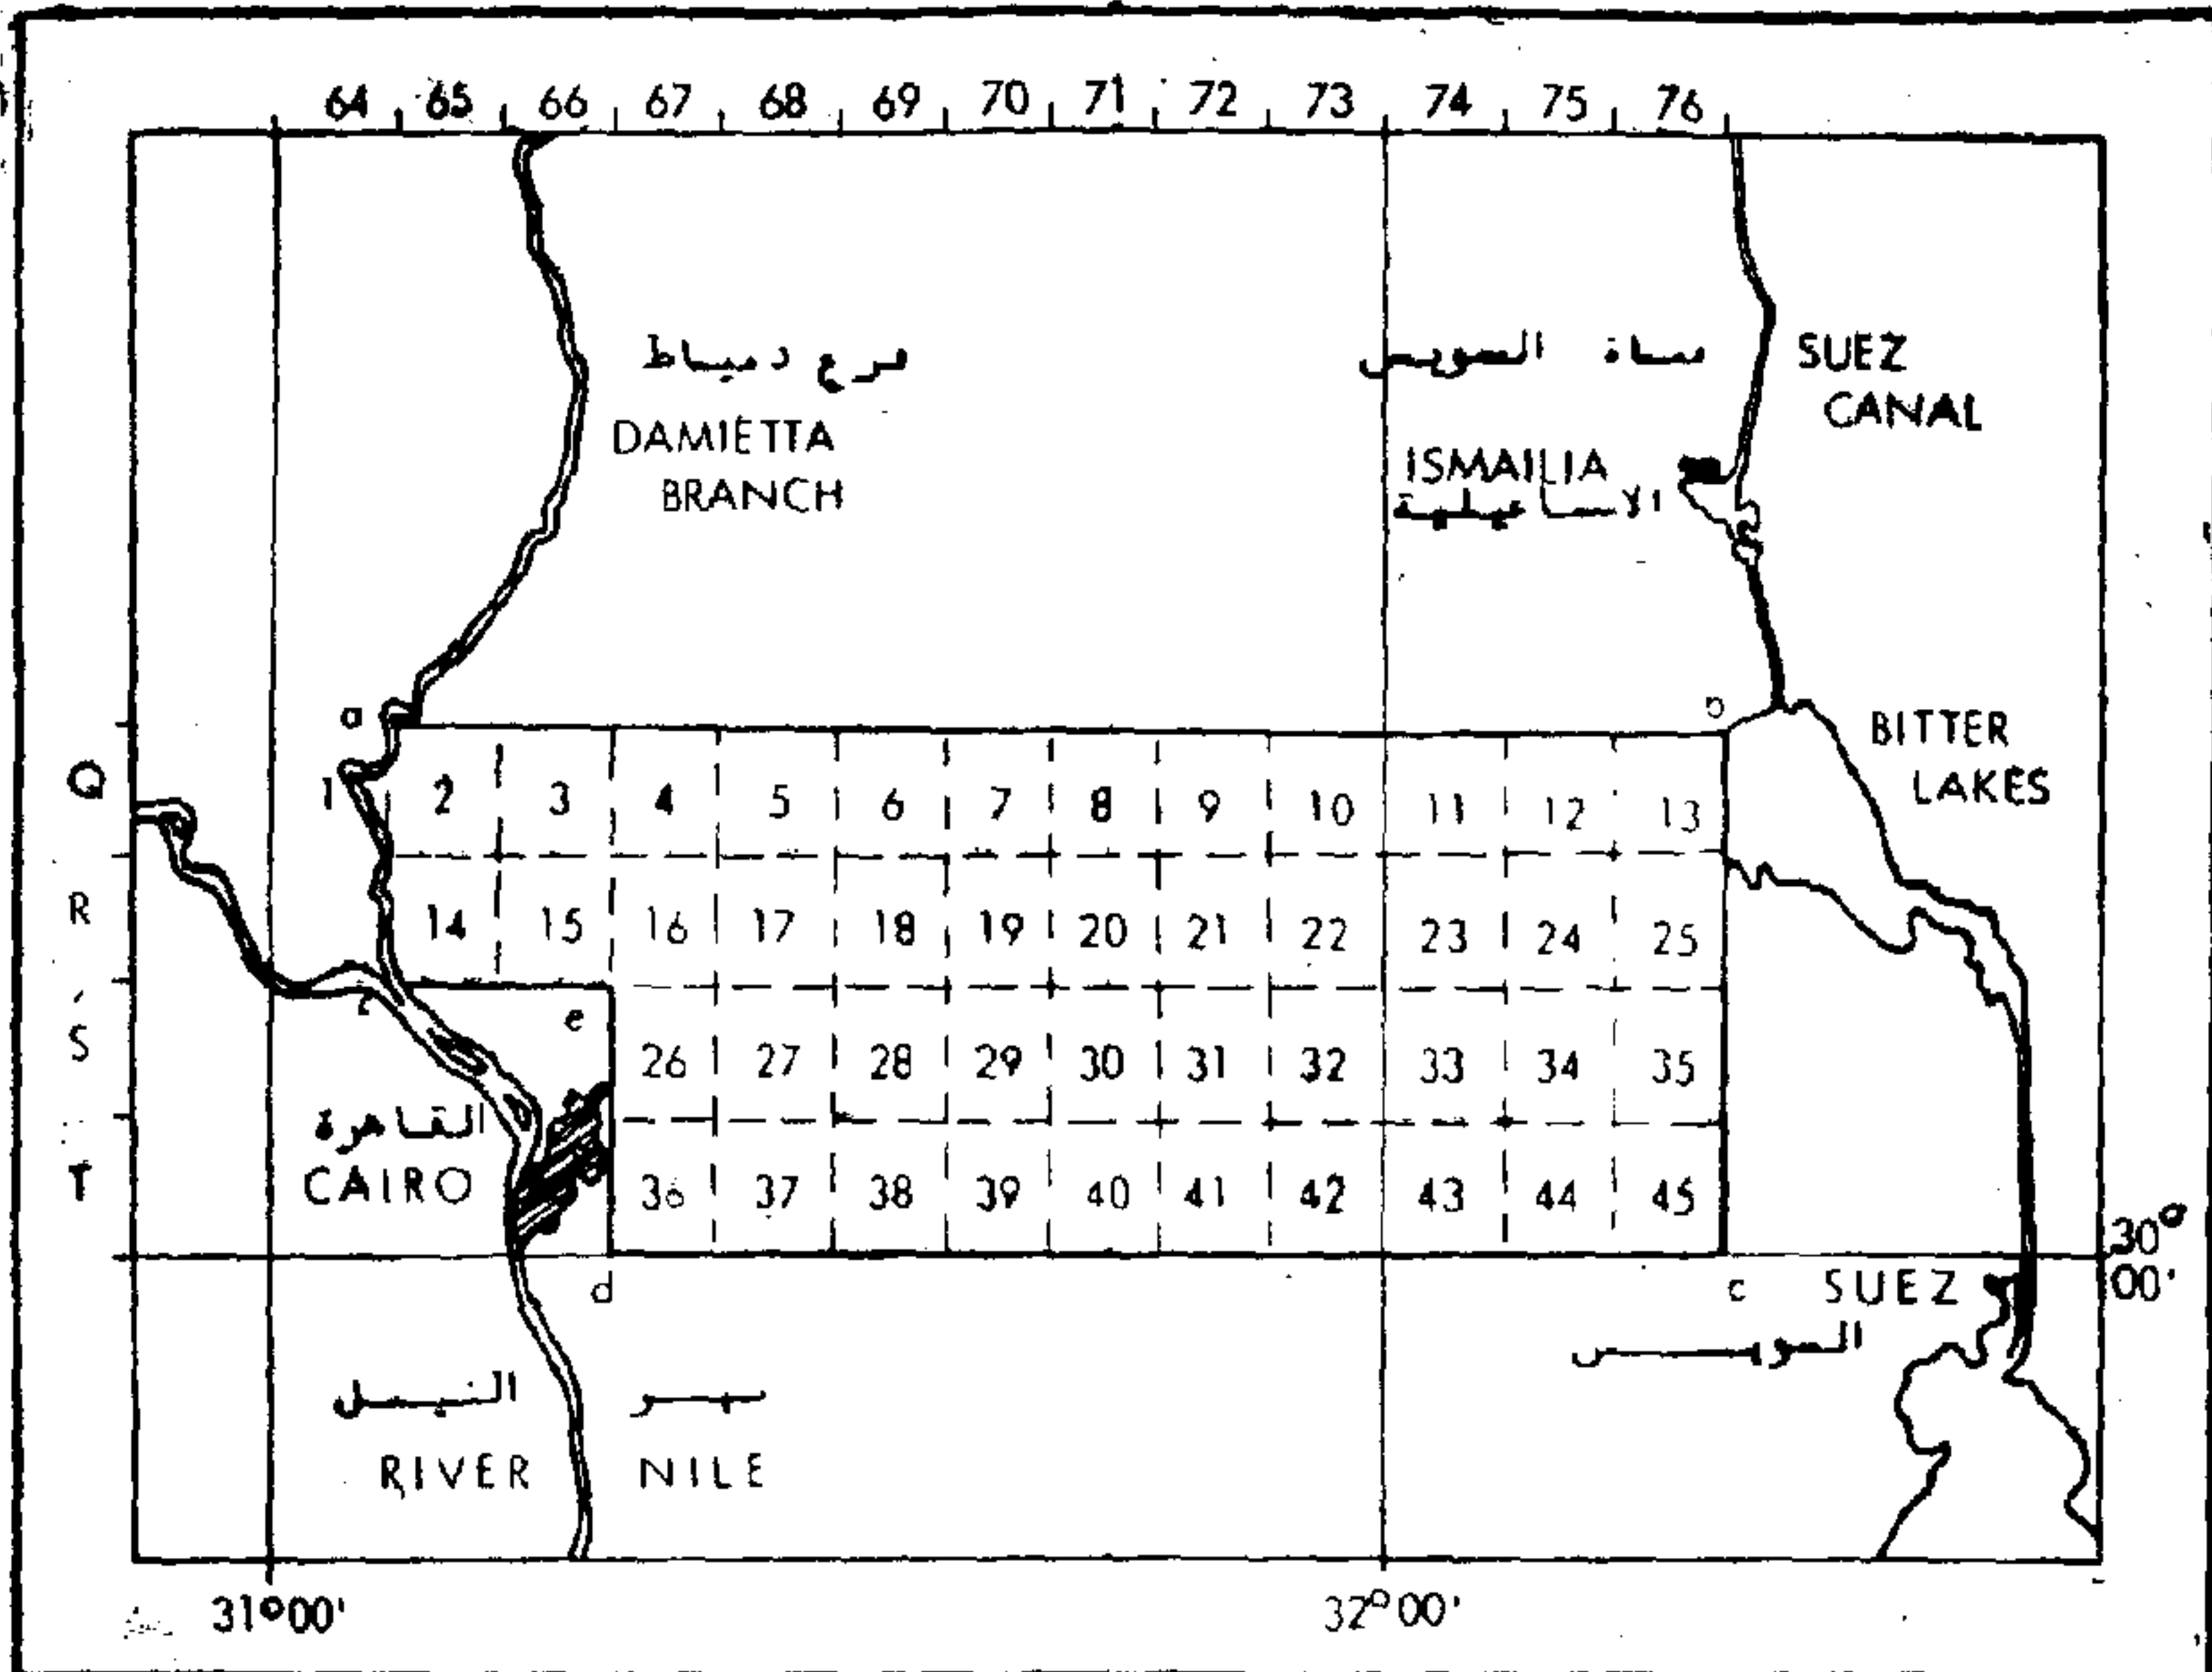 64 65 66 67 68 69 70 71 72 73 74 75 76
فرع دمياط
DAMIETTA
BRANCH
قناة السويس
SUEZ
CANAL
ISMAILIA
الاسماعيلية
a
b
BITTER
LAKES
Q
1 2 3 4 5 6 7 8 9 10 11 12 13
R
14 15 16 17 18 19 20 21 22 23 24 25
e
S
26 27 28 29 30 31 32 33 34 35
القاهرة
CAIRO
T
36 37 38 39 40 41 42 43 44 45
30°
00'
d
c
SUEZ
السويس
نهر النيل
RIVER NILE
31°00'
32°00'